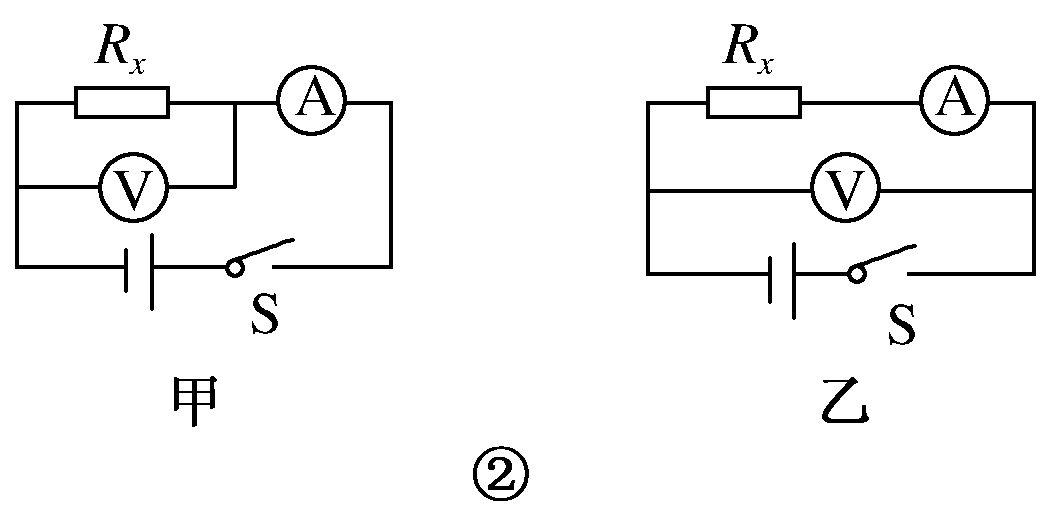 Rx A Rx A
V V
S S
甲 乙
②